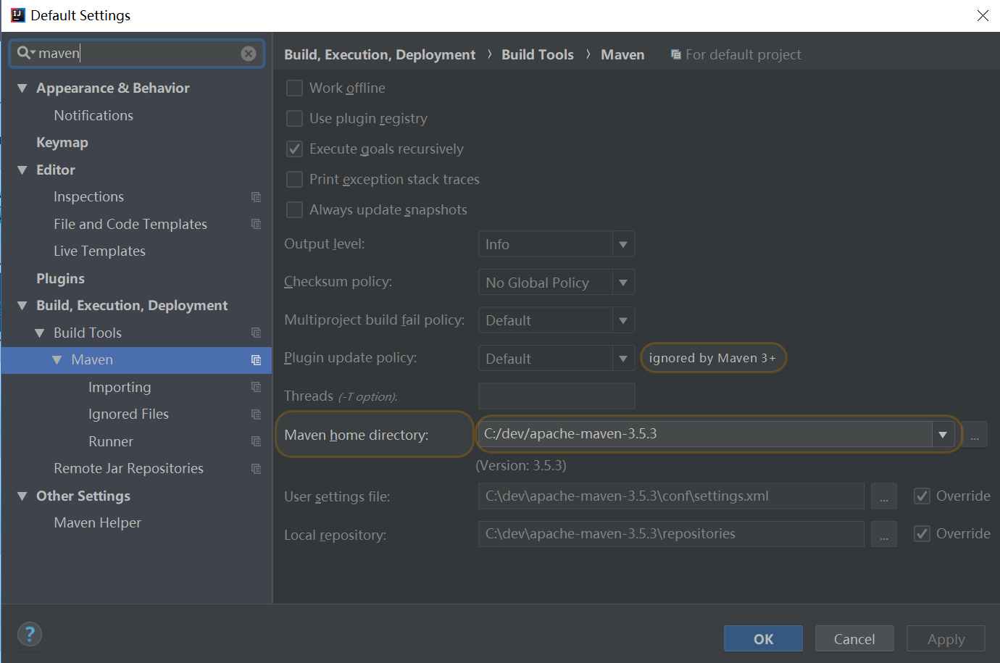 Default Settings
maven
Appearance & Behavior
Notifications
Keymap
Editor
Inspections
File and Code Templates
Live Templates
Plugins
Build, Execution, Deployment
Build Tools
Maven
Importing
Ignored Files
Runner
Remote Jar Repositories
Other Settings
Maven Helper
Build, Execution, Deployment › Build Tools › Maven For default project
Work offline
Use plugin registry
Execute goals recursively
Print exception stack traces
Always update snapshots
Output level: Info
Checksum policy: No Global Policy
Multiproject build fail policy: Default
Plugin update policy: Default ignored by Maven 3+
Threads (-T option):
Maven home directory: C:/dev/apache-maven-3.5.3 ...
(Version: 3.5.3)
User settings file: C:\dev\apache-maven-3.5.3\conf\settings.xml ... Override
Local repository: C:\dev\apache-maven-3.5.3\repositories ... Override
? OK Cancel Apply